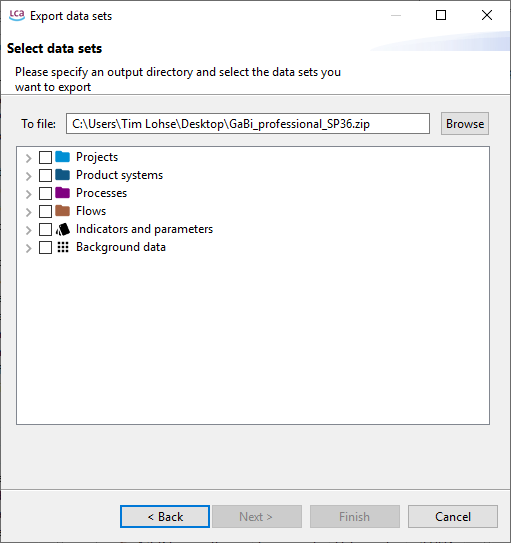 LCA Export data sets
Select data sets
Please specify an output directory and select the data sets you
want to export
To file: C:\Users\Tim Lohse\Desktop\GaBi_professional_SP36.zip Browse
Projects
Product systems
Processes
Flows
Indicators and parameters
Background data
< Back Next > Finish Cancel